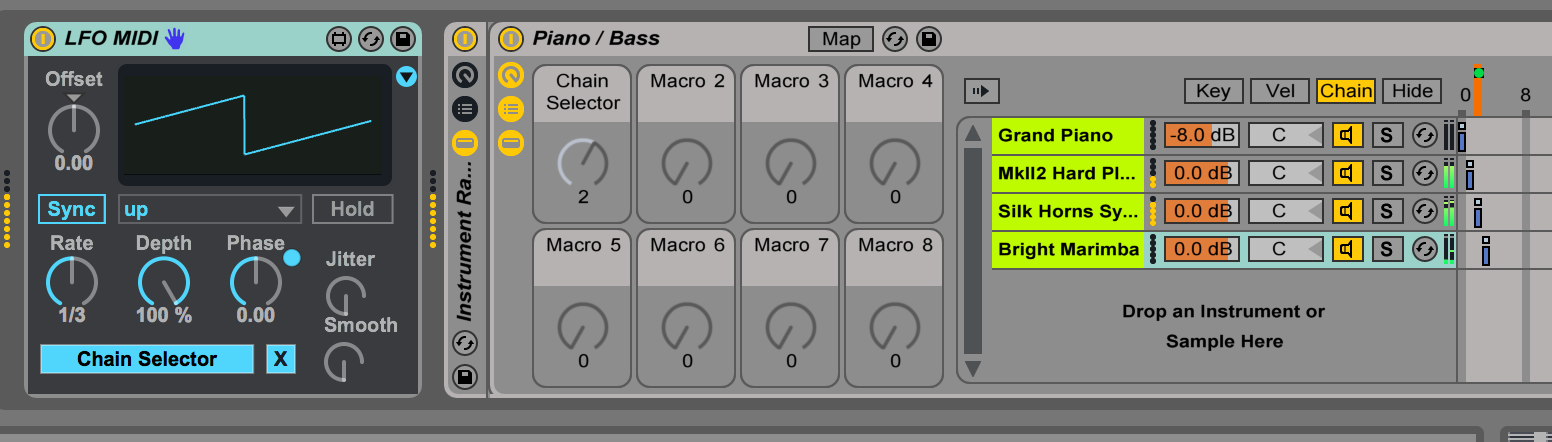 LFO MIDI
Offset
0.00
Sync
up
Hold
Rate
Depth
Phase
Jitter
1/3
100 %
0.00
Smooth
Chain Selector
X
Instrument Ra...
Piano / Bass
Map
Chain Selector
2
Macro 2
0
Macro 3
0
Macro 4
0
Macro 5
0
Macro 6
0
Macro 7
0
Macro 8
0
Key
Vel
Chain
Hide
0
8
Grand Piano
-8.0 dB
C
S
MkII2 Hard Pl...
0.0 dB
C
S
Silk Horns Sy...
0.0 dB
C
S
Bright Marimba
0.0 dB
C
S
Drop an Instrument or
Sample Here